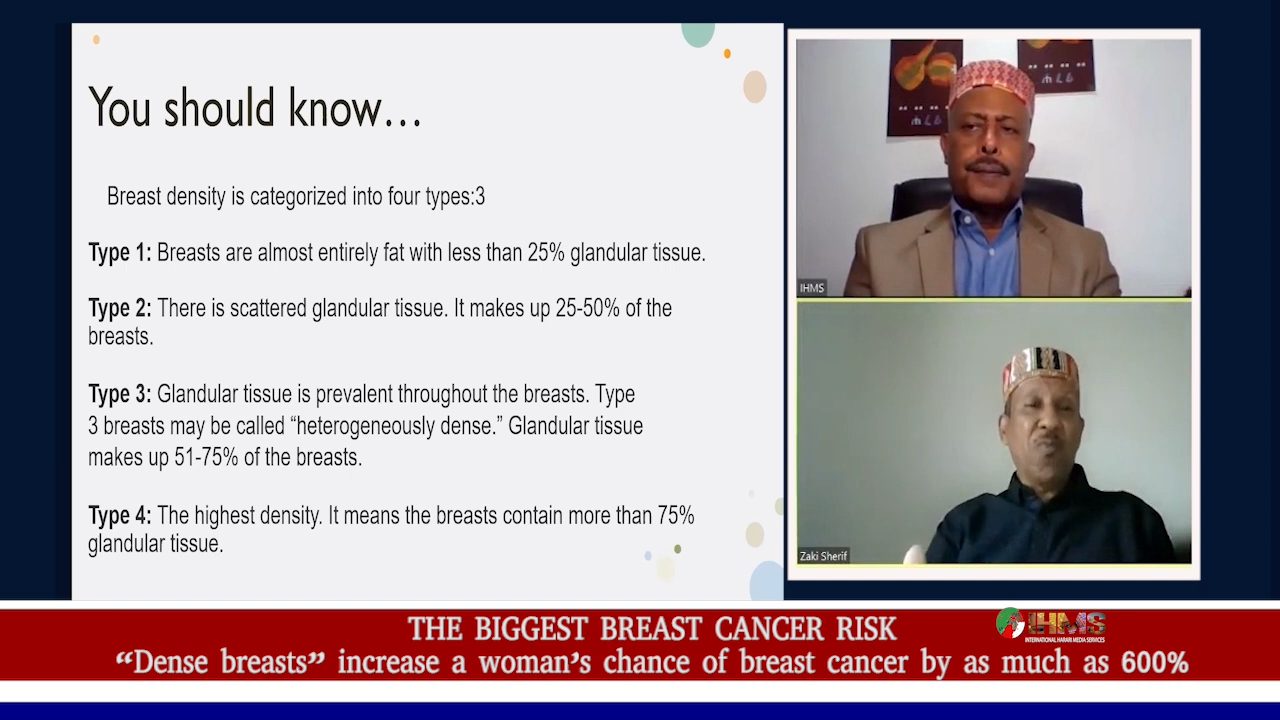 You should know…
Breast density is categorized into four types:3
Type 1: Breasts are almost entirely fat with less than 25% glandular tissue.
Type 2: There is scattered glandular tissue. It makes up 25-50% of the
breasts.
Type 3: Glandular tissue is prevalent throughout the breasts. Type
3 breasts may be called “heterogeneously dense.” Glandular tissue
makes up 51-75% of the breasts.
Type 4: The highest density. It means the breasts contain more than 75%
glandular tissue.
IHMS
Zaki Sherif
THE BIGGEST BREAST CANCER RISK
IHMS
INTERNATIONAL HARARI MEDIA SERVICES
“Dense breasts” increase a woman’s chance of breast cancer by as much as 600%